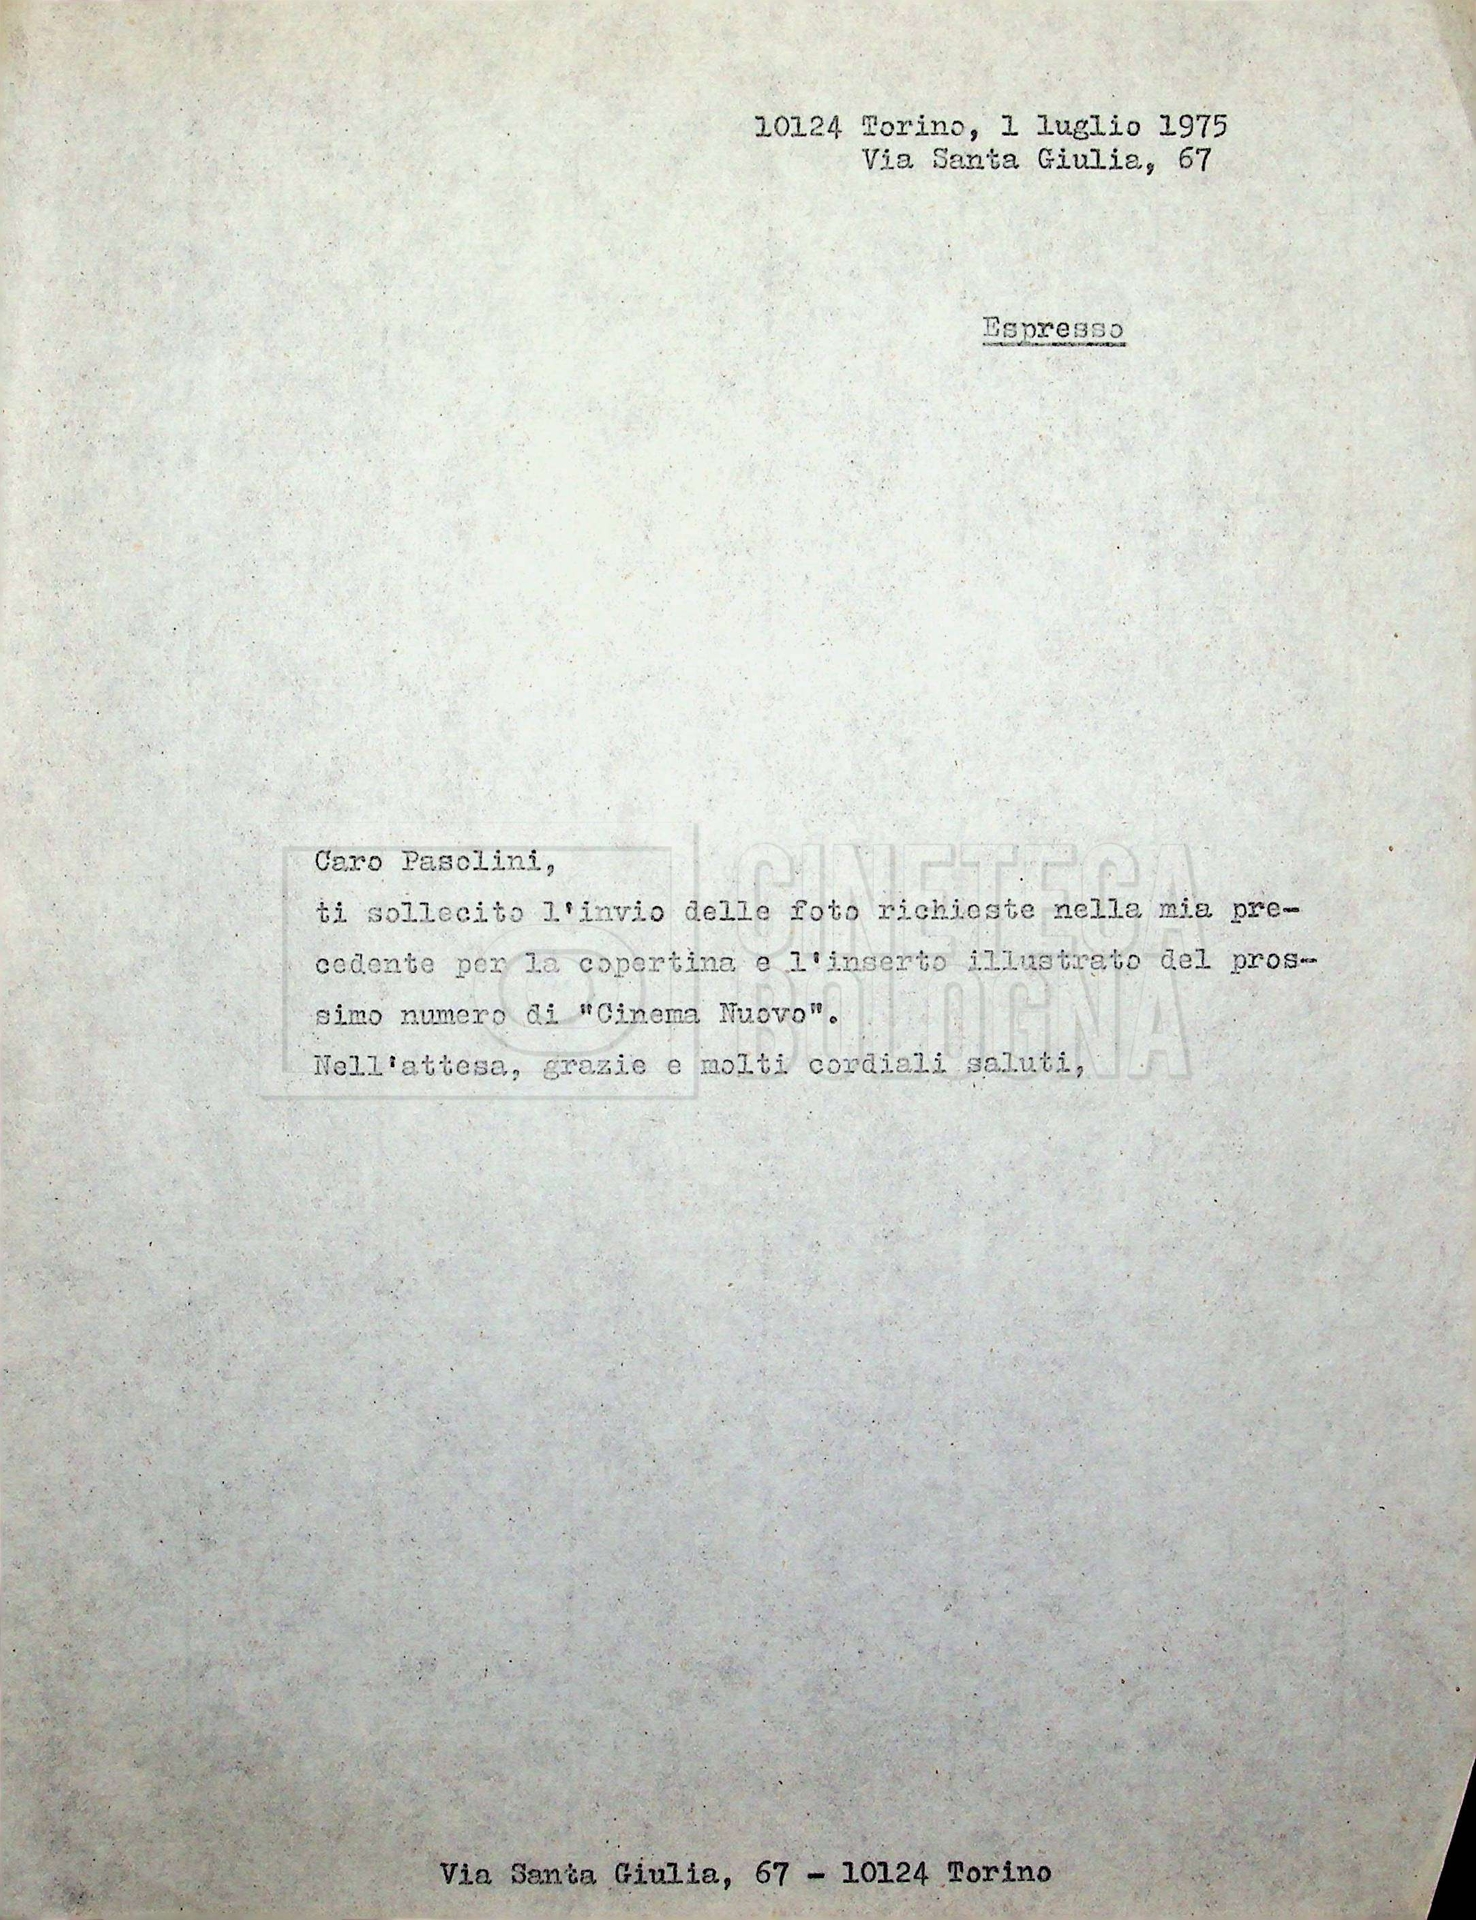 10124 Torino, 1 luglio 1975
Via Santa Giulia, 67
Espresso
Caro Pasolini,
ti sollecito l'invio delle foto richieste nella mia pre-
cedente per la copertina e l'inserto illustrato del pros-
simo numero di "Cinema Nuovo".
Nell'attesa, grazie e molti cordiali saluti,
CINETECA
BOLOGNA
Via Santa Giulia, 67 - 10124 Torino